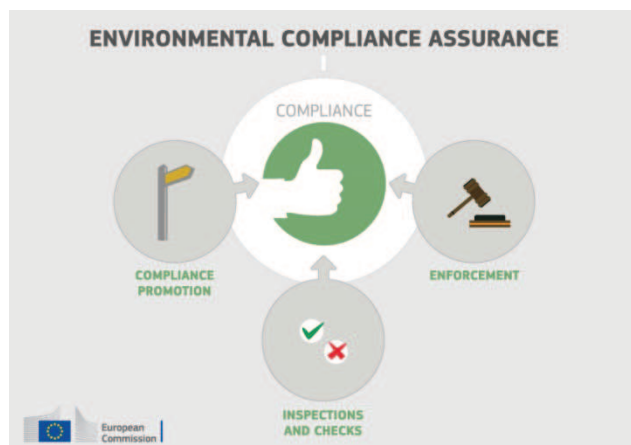 ENVIRONMENTAL COMPLIANCE ASSURANCE
COMPLIANCE
COMPLIANCE
PROMOTION
ENFORCEMENT
INSPECTIONS
AND CHECKS
European
Commission